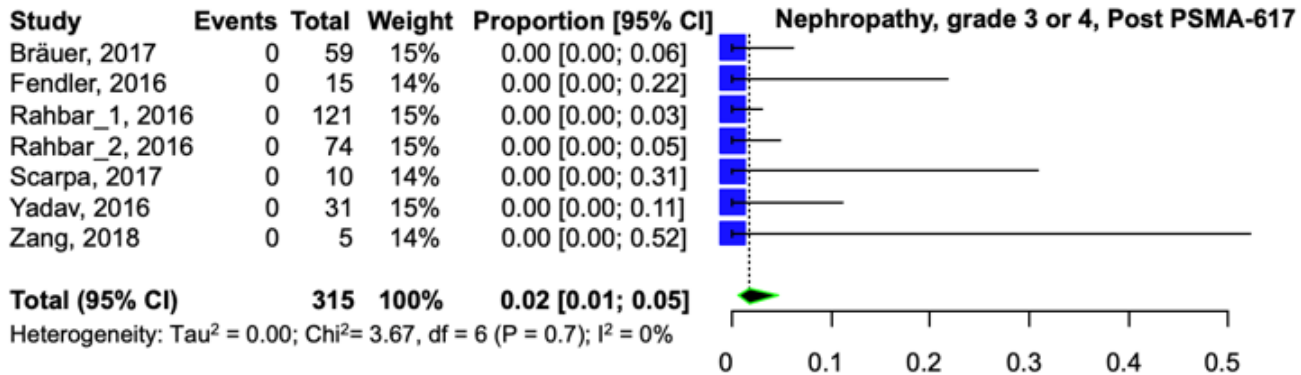 Study Events Total Weight Proportion [95% CI] Nephropathy, grade 3 or 4, Post PSMA-617
Bräuer, 2017 0 59 15% 0.00 [0.00; 0.06]
Fendler, 2016 0 15 14% 0.00 [0.00; 0.22]
Rahbar_1, 2016 0 121 15% 0.00 [0.00; 0.03]
Rahbar_2, 2016 0 74 15% 0.00 [0.00; 0.05]
Scarpa, 2017 0 10 14% 0.00 [0.00; 0.31]
Yadav, 2016 0 31 15% 0.00 [0.00; 0.11]
Zang, 2018 0 5 14% 0.00 [0.00; 0.52]
Total (95% CI) 315 100% 0.02 [0.01; 0.05]
Heterogeneity: Tau² = 0.00; Chi²= 3.67, df = 6 (P = 0.7); I² = 0%
0 0.1 0.2 0.3 0.4 0.5